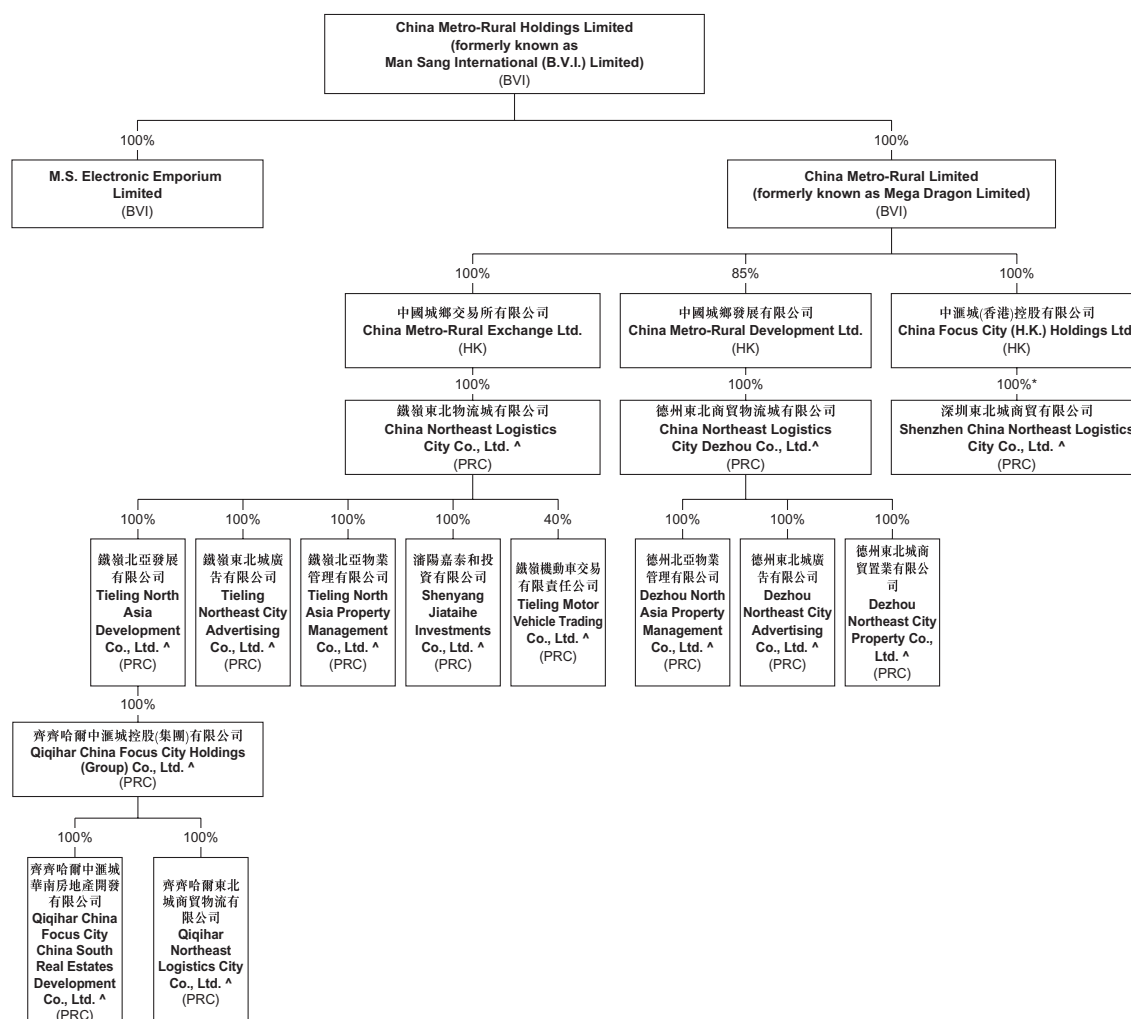 China Metro-Rural Holdings Limited
(formerly known as
Man Sang International (B.V.I.) Limited)
(BVI)
100%
100%
M.S. Electronic Emporium
Limited
(BVI)
China Metro-Rural Limited
(formerly known as Mega Dragon Limited)
(BVI)
100%
85%
100%
中國城鄉交易所有限公司
China Metro-Rural Exchange Ltd.
(HK)
中國城鄉發展有限公司
China Metro-Rural Development Ltd.
(HK)
中滙城(香港)控股有限公司
China Focus City (H.K.) Holdings Ltd
(HK)
100%
100%
100%*
鐵嶺東北物流城有限公司
China Northeast Logistics
City Co., Ltd. ^
(PRC)
德州東北商貿物流城有限公司
China Northeast Logistics
City Dezhou Co., Ltd.^
(PRC)
深圳東北城商貿有限公司
Shenzhen China Northeast Logistics
City Co., Ltd. ^
(PRC)
100%
100%
100%
100%
40%
100%
100%
100%
鐵嶺北亞發展
有限公司
Tieling North
Asia
Development
Co., Ltd. ^
(PRC)
鐵嶺東北城廣
告有限公司
Tieling
Northeast City
Advertising
Co., Ltd. ^
(PRC)
鐵嶺北亞物業
管理有限公司
Tieling North
Asia Property
Management
Co., Ltd. ^
(PRC)
瀋陽嘉泰和投
資有限公司
Shenyang
Jiataihe
Investments
Co., Ltd. ^
(PRC)
鐵嶺機動車交易
有限責任公司
Tieling Motor
Vehicle Trading
Co., Ltd. ^
(PRC)
德州北亞物業
管理有限公司
Dezhou North
Asia Property
Management
Co., Ltd. ^
(PRC)
德州東北城廣
告有限公司
Dezhou
Northeast City
Advertising
Co., Ltd. ^
(PRC)
德州東北城商
貿置業有限公
司
Dezhou
Northeast City
Property Co.,
Ltd. ^
(PRC)
100%
齊齊哈爾中滙城控股(集團)有限公司
Qiqihar China Focus City Holdings
(Group) Co., Ltd. ^
(PRC)
100%
100%
齊齊哈爾中滙城
華南房地產開發
有限公司
Qiqihar China
Focus City
China South
Real Estates
Development
Co., Ltd. ^
(PRC)
齊齊哈爾東北
城商貿物流有
限公司
Qiqihar
Northeast
Logistics City
Co., Ltd. ^
(PRC)